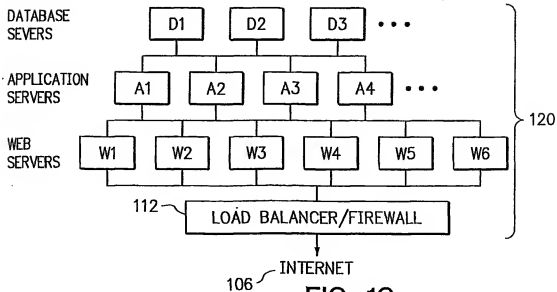 DATABASE SEVERS D1 D2 D3 •••
APPLICATION SERVERS A1 A2 A3 A4 •••
120
WEB SERVERS W1 W2 W3 W4 W5 W6
112 LOAD BALANCER/FIREWALL
106 INTERNET